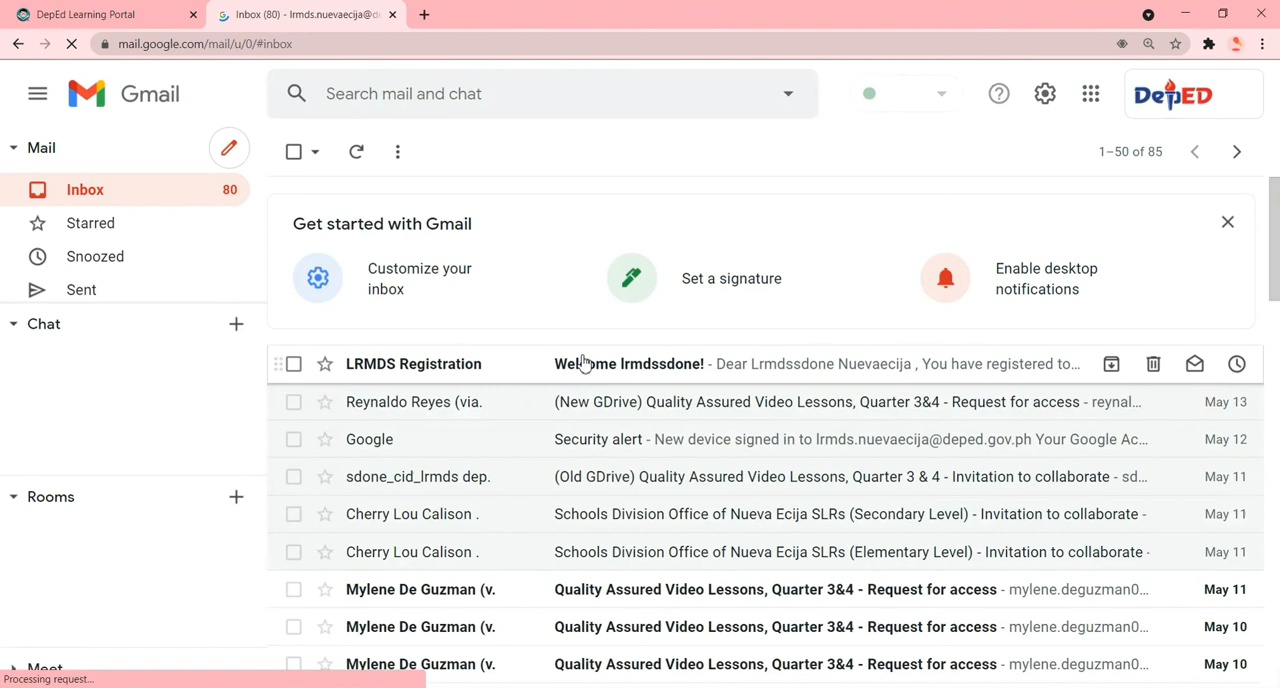 DepEd Learning Portal
Inbox (80) - lrmds.nuevaecija@de
mail.google.com/mail/u/0/#inbox
Gmail
Search mail and chat
DepED
Mail
1–50 of 85
Inbox 80
Starred
Snoozed
Sent
Chat
Rooms
Meet
Get started with Gmail
Customize your
inbox
Set a signature
Enable desktop
notifications
LRMDS Registration Welcome lrmdssdone! - Dear Lrmdssdone Nuevaecija , You have registered to...
Reynaldo Reyes (via. (New GDrive) Quality Assured Video Lessons, Quarter 3&4 - Request for access - reynal... May 13
Google Security alert - New device signed in to lrmds.nuevaecija@deped.gov.ph Your Google Ac... May 12
sdone_cid_lrmds dep. (Old GDrive) Quality Assured Video Lessons, Quarter 3 & 4 - Invitation to collaborate - sd... May 11
Cherry Lou Calison . Schools Division Office of Nueva Ecija SLRs (Secondary Level) - Invitation to collaborate - May 11
Cherry Lou Calison . Schools Division Office of Nueva Ecija SLRs (Elementary Level) - Invitation to collaborate - May 11
Mylene De Guzman (v. Quality Assured Video Lessons, Quarter 3&4 - Request for access - mylene.deguzman0... May 11
Mylene De Guzman (v. Quality Assured Video Lessons, Quarter 3&4 - Request for access - mylene.deguzman0... May 10
Mylene De Guzman (v. Quality Assured Video Lessons, Quarter 3&4 - Request for access - mylene.deguzman0... May 10
Processing request...